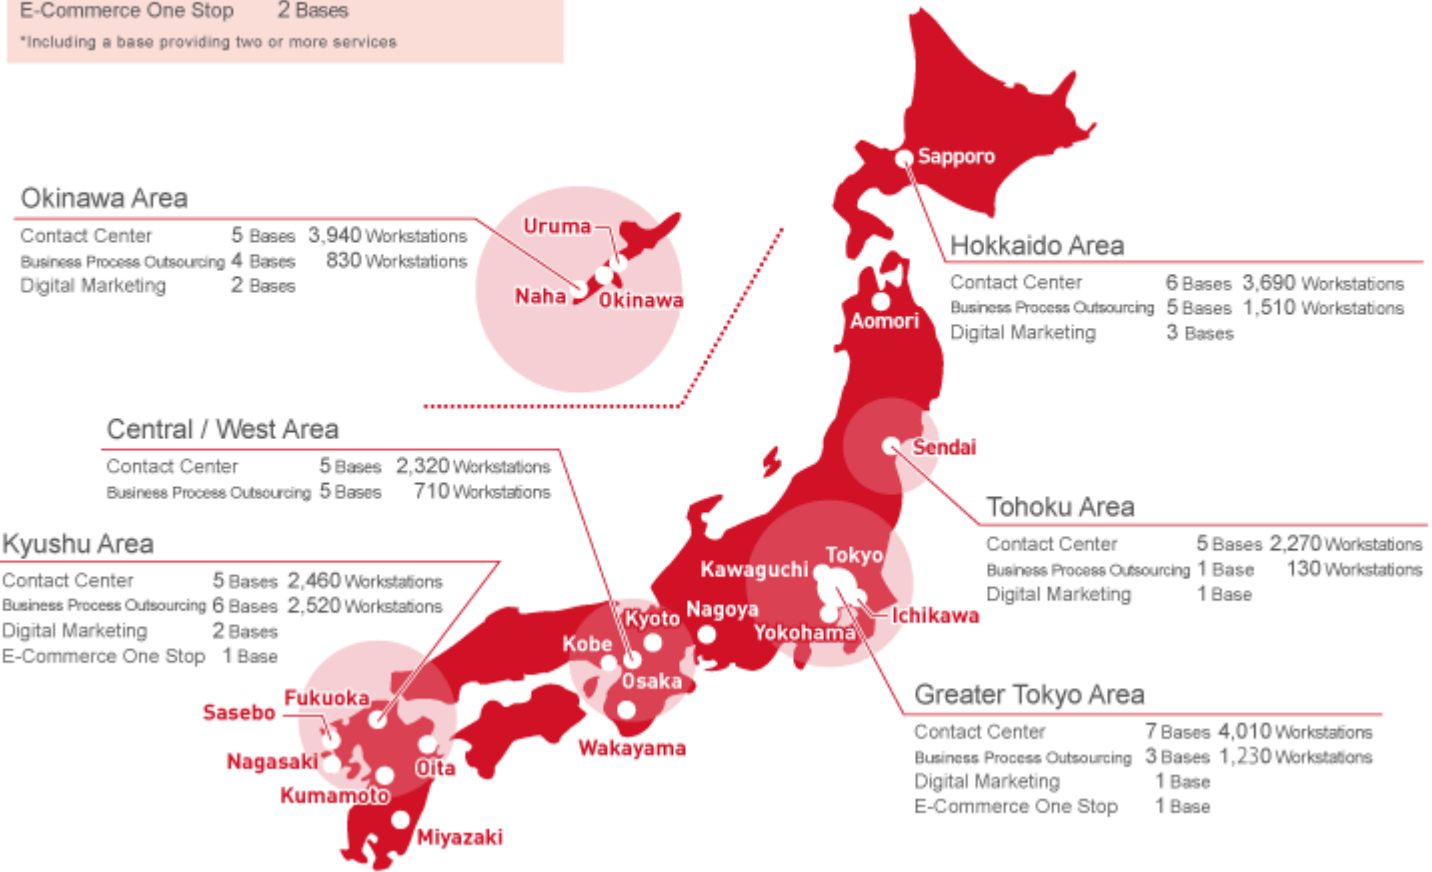 E-Commerce One Stop 2 Bases
*Including a base providing two or more services
Sapporo
Okinawa Area
Contact Center 5 Bases 3,940 Workstations
Business Process Outsourcing 4 Bases 830 Workstations
Digital Marketing 2 Bases
Uruma
Naha
Okinawa
Hokkaido Area
Contact Center 6 Bases 3,690 Workstations
Business Process Outsourcing 5 Bases 1,510 Workstations
Digital Marketing 3 Bases
Aomori
Central / West Area
Contact Center 5 Bases 2,320 Workstations
Business Process Outsourcing 5 Bases 710 Workstations
Sendai
Tohoku Area
Contact Center 5 Bases 2,270 Workstations
Business Process Outsourcing 1 Base 130 Workstations
Digital Marketing 1 Base
Kyushu Area
Contact Center 5 Bases 2,460 Workstations
Business Process Outsourcing 6 Bases 2,520 Workstations
Digital Marketing 2 Bases
E-Commerce One Stop 1 Base
Tokyo
Kawaguchi
Ichikawa
Yokohama
Nagoya
Kyoto
Kobe
Osaka
Wakayama
Greater Tokyo Area
Contact Center 7 Bases 4,010 Workstations
Business Process Outsourcing 3 Bases 1,230 Workstations
Digital Marketing 1 Base
E-Commerce One Stop 1 Base
Fukuoka
Sasebo
Nagasaki
Oita
Kumamoto
Miyazaki